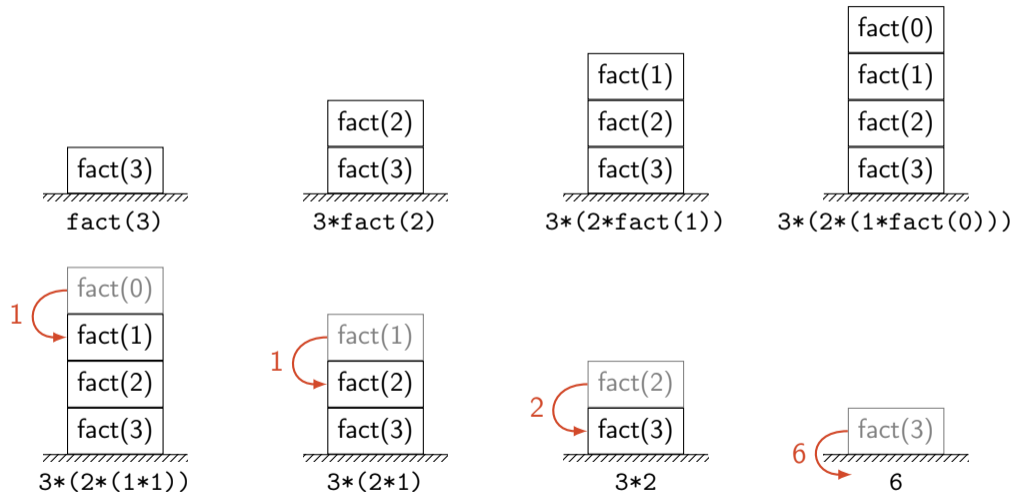 fact(3)
fact(3)
fact(2)
fact(3)
3*fact(2)
fact(1)
fact(2)
fact(3)
3*(2*fact(1))
fact(0)
fact(1)
fact(2)
fact(3)
3*(2*(1*fact(0)))
fact(0)
1
fact(1)
fact(2)
fact(3)
3*(2*(1*1))
fact(1)
1
fact(2)
fact(3)
3*(2*1)
fact(2)
2
fact(3)
3*2
fact(3)
6
6